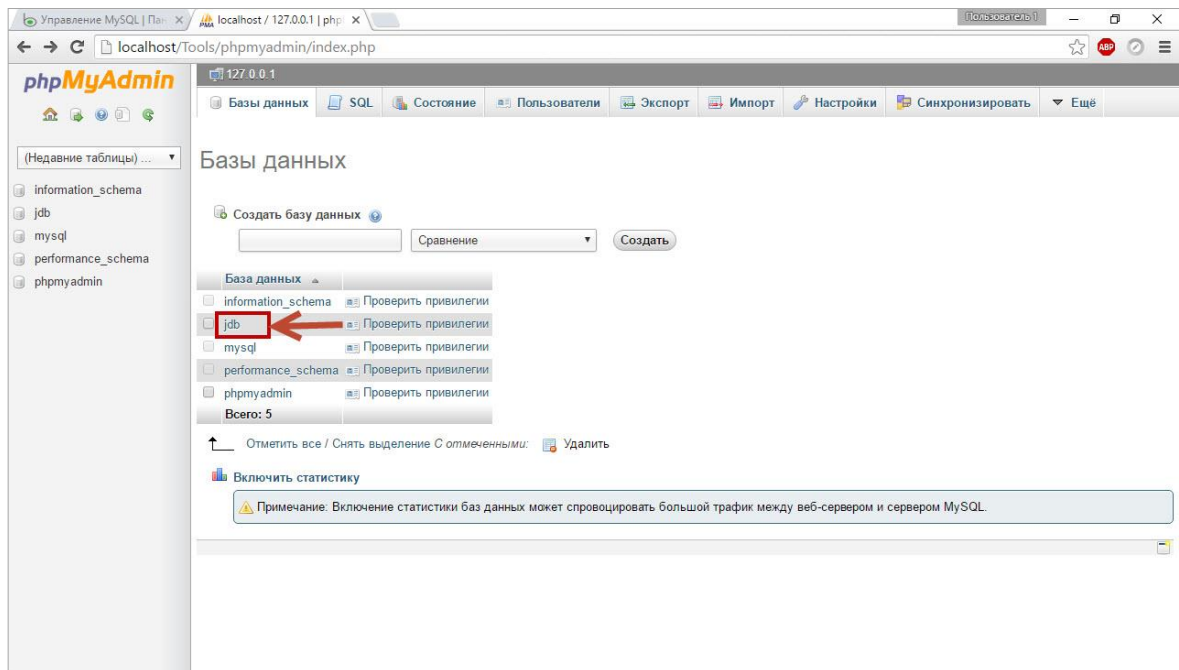 Управление MySQL | Пан
localhost / 127.0.0.1 | php
Пользователь 1
localhost/Tools/phpmyadmin/index.php
ABP
phpMyAdmin
127.0.0.1
Базы данных SQL Состояние Пользователи Экспорт Импорт Настройки Синхронизировать Ещё
(Недавние таблицы) ...
information_schema
jdb
mysql
performance_schema
phpmyadmin
Базы данных
Создать базу данных
Сравнение Создать
База данных
information_schema Проверить привилегии
jdb Проверить привилегии
mysql Проверить привилегии
performance_schema Проверить привилегии
phpmyadmin Проверить привилегии
Всего: 5
Отметить все / Снять выделение С отмеченными: Удалить
Включить статистику
Примечание: Включение статистики баз данных может спровоцировать большой трафик между веб-сервером и сервером MySQL.